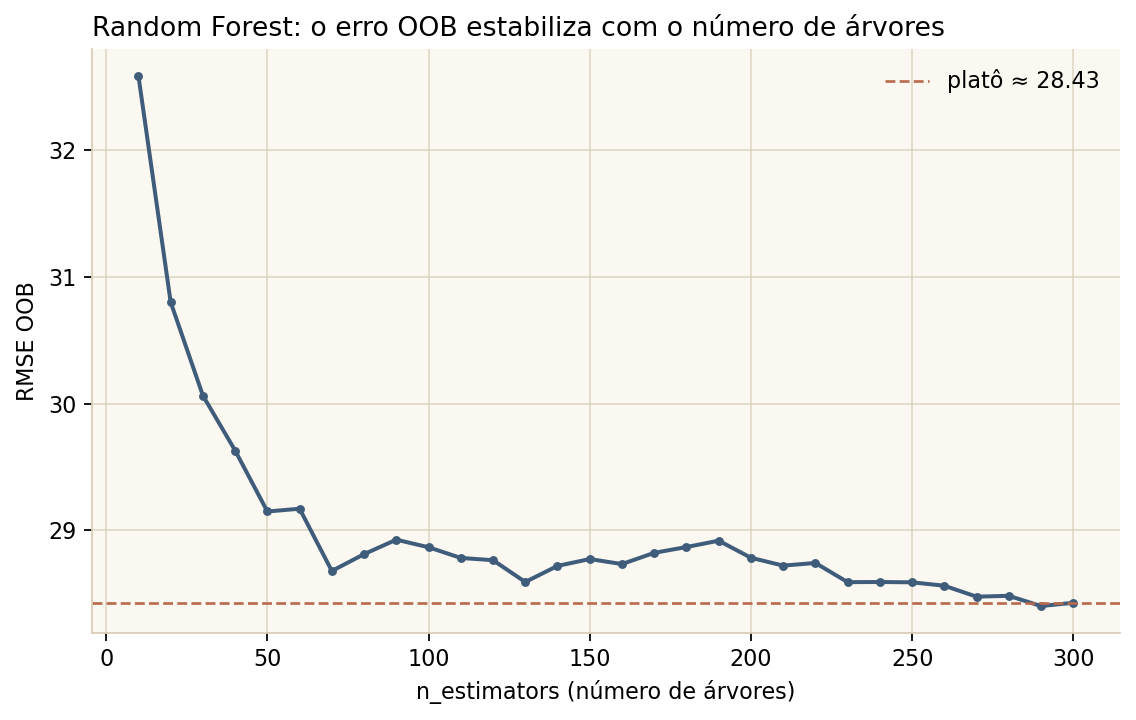 Random Forest: o erro OOB estabiliza com o número de árvores
platô ≈ 28.43
RMSE OOB
32
31
30
29
0 50 100 150 200 250 300
n_estimators (número de árvores)